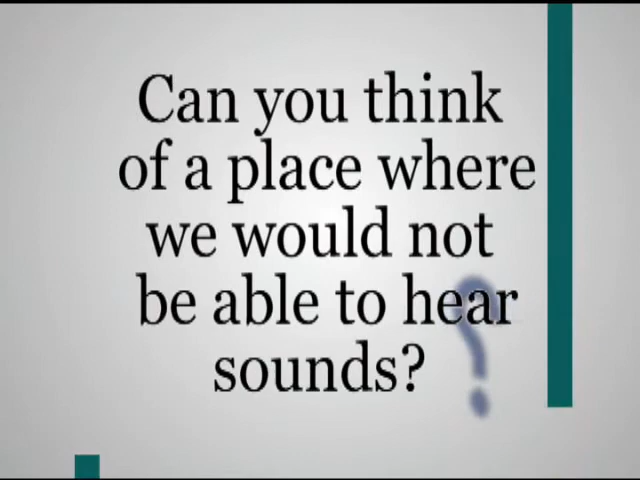 Can you think
of a place where
we would not
be able to hear
sounds?
?